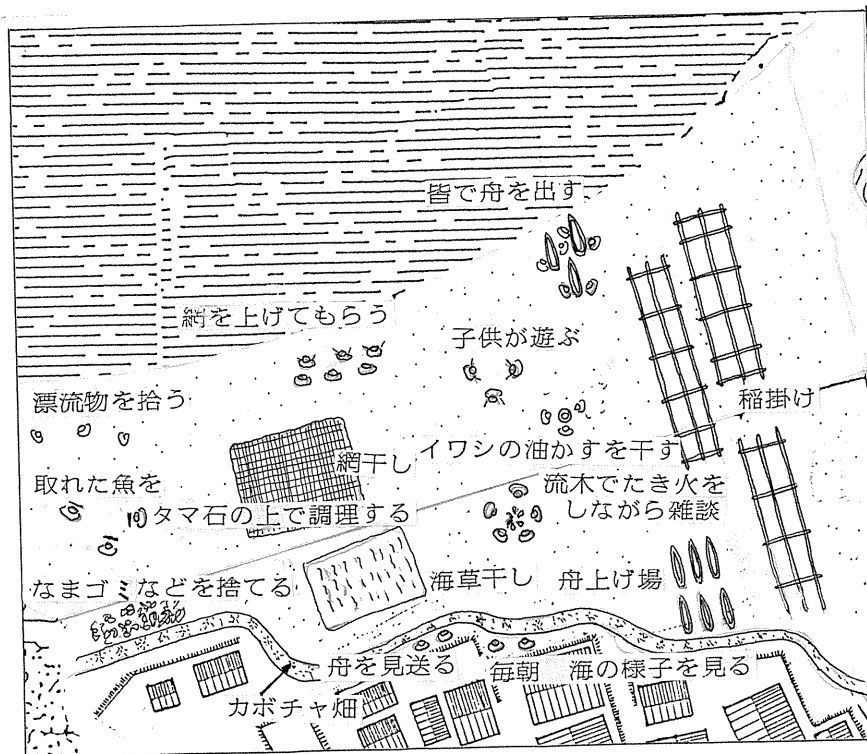 皆で舟を出す
網を上げてもらう
子供が遊ぶ
漂流物を拾う
稲掛け
網干し
イワシの油かすを干す
取れた魚を
タマ石の上で調理する
流木でたき火を
しながら雑談
なまゴミなどを捨てる
海草干し
舟上げ場
舟を見送る
毎朝 海の様子を見る
カボチャ畑